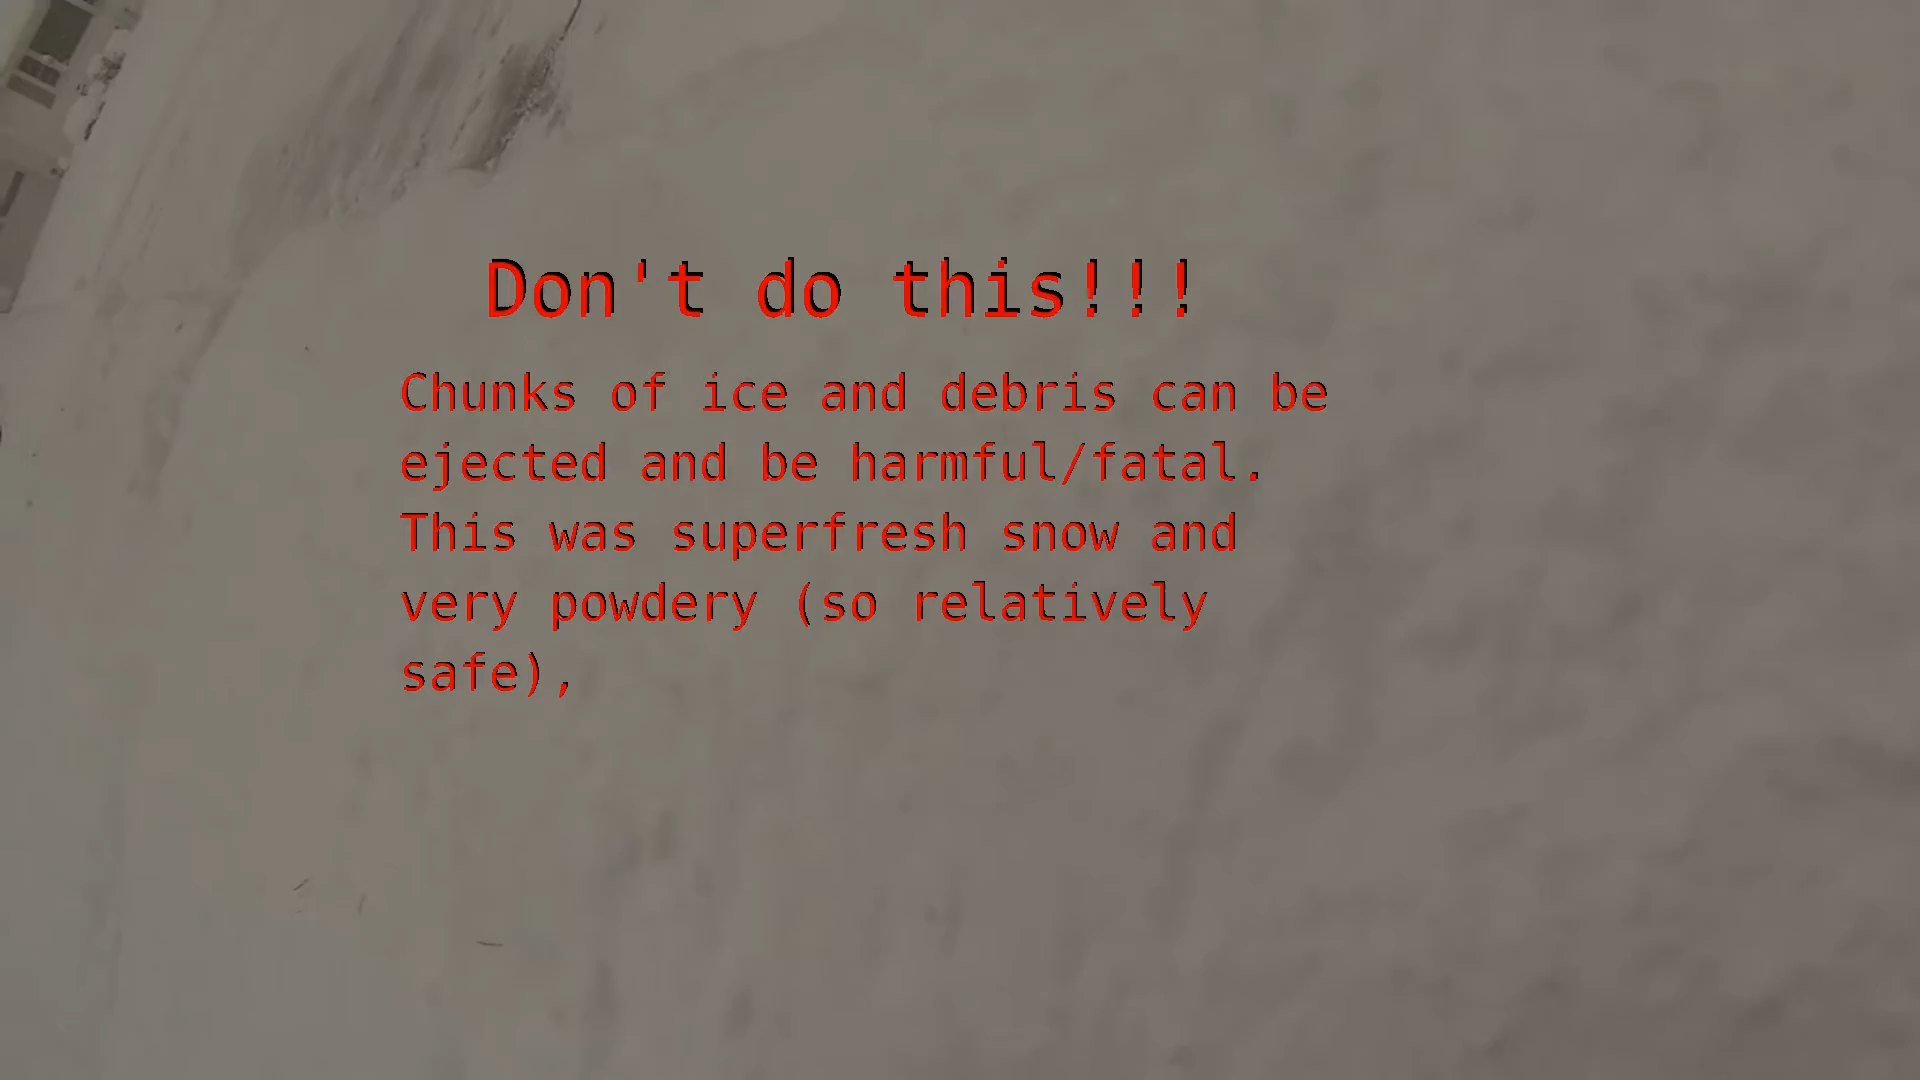 Don't do this!!!
Chunks of ice and debris can be
ejected and be harmful/fatal.
This was superfresh snow and
very powdery (so relatively
safe),